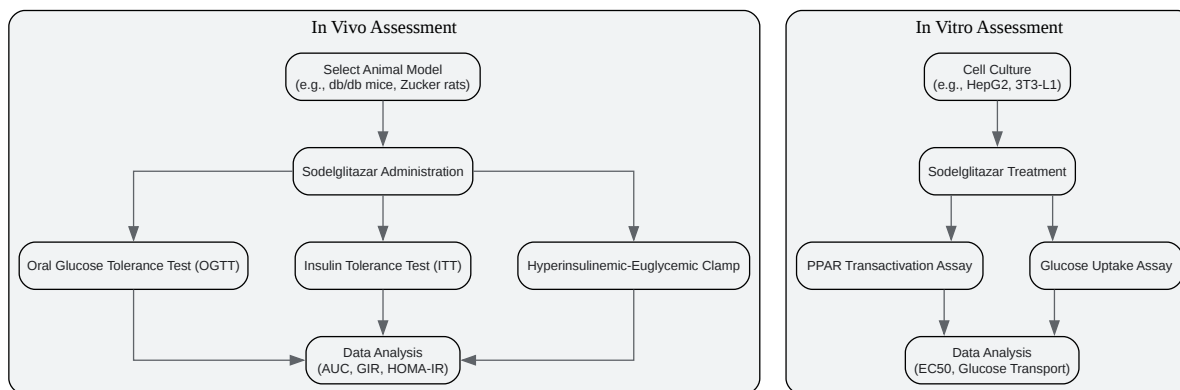 In Vivo Assessment
Select Animal Model
(e.g., db/db mice, Zucker rats)
Sodelglitazar Administration
Oral Glucose Tolerance Test (OGTT)
Insulin Tolerance Test (ITT)
Hyperinsulinemic-Euglycemic Clamp
Data Analysis
(AUC, GIR, HOMA-IR)
In Vitro Assessment
Cell Culture
(e.g., HepG2, 3T3-L1)
Sodelglitazar Treatment
PPAR Transactivation Assay
Glucose Uptake Assay
Data Analysis
(EC50, Glucose Transport)